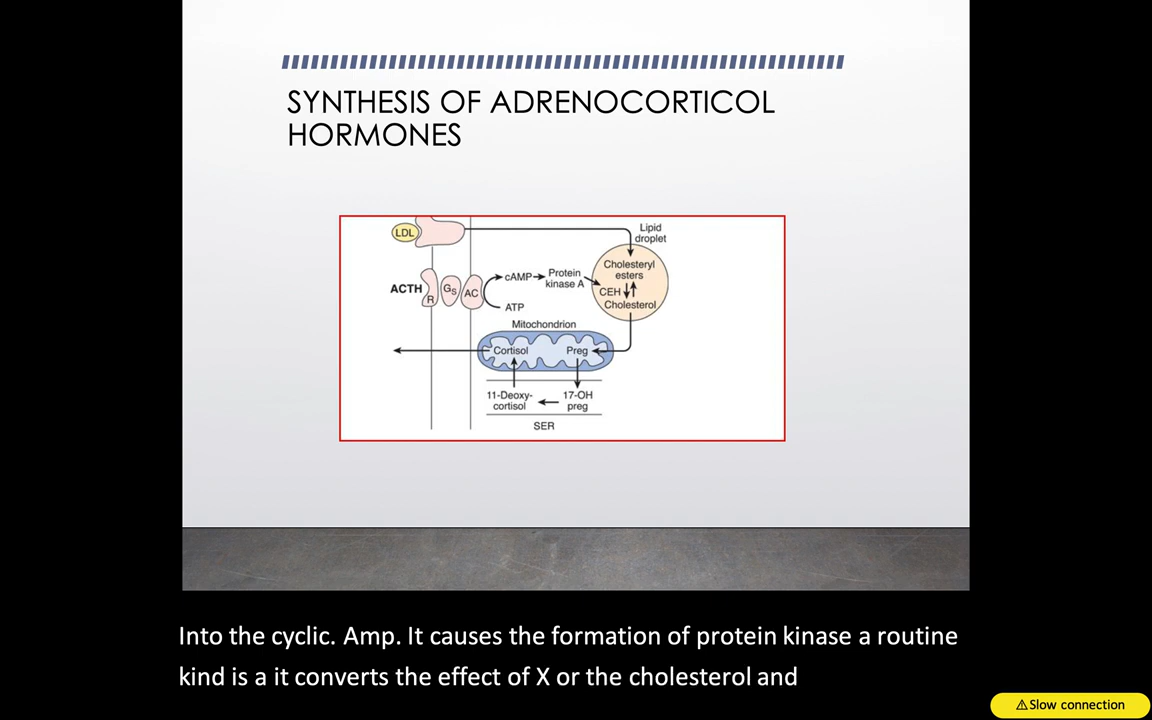 SYNTHESIS OF ADRENOCORTICOL
HORMONES
LDL
Lipid
droplet
Cholesteryl
esters
CEH
Cholesterol
ACTH
R
Gs
AC
cAMP
Protein
kinase A
ATP
Mitochondrion
Cortisol
Preg
11-Deoxy-
cortisol
17-OH
preg
SER
Into the cyclic. Amp. It causes the formation of protein kinase a routine
kind is a it converts the effect of X or the cholesterol and
⚠Slow connection